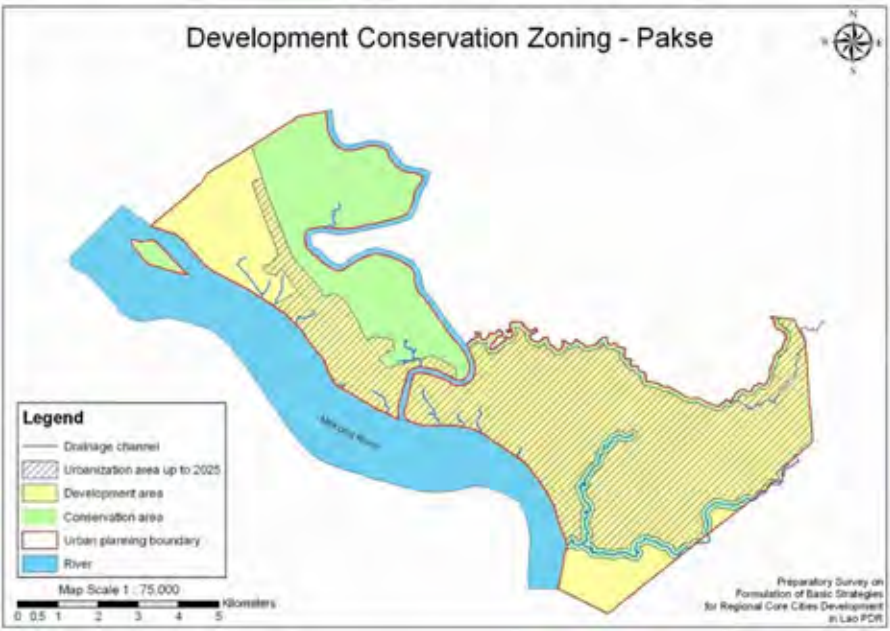 Development Conservation Zoning - Pakse
N
E
S
Mekong River
Legend
Drainage channel
Urbanization area up to 2025
Development area
Conservation area
Urban planning boundary
River
Map Scale 1 : 75,000
Kilometers
0 0.5 1 2 3 4 5
Preparatory Survey on
Formulation of Basic Strategies
for Regional Core Cities Development
in Lao PDR